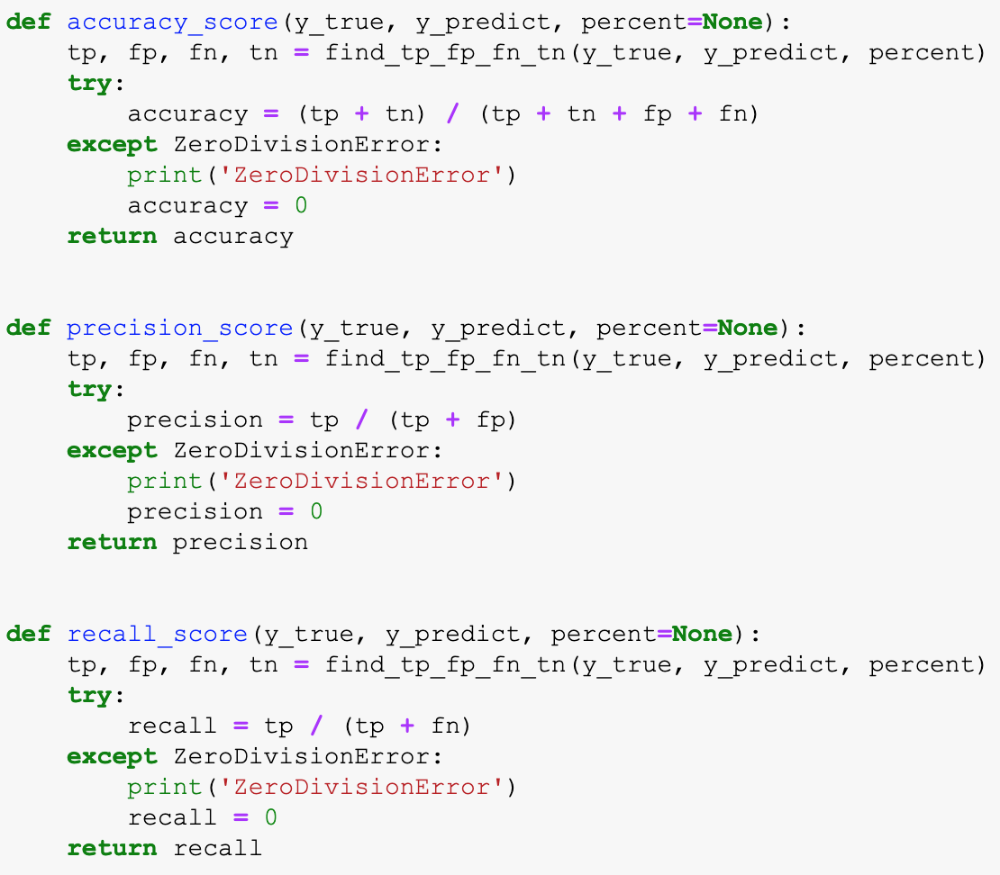 def accuracy_score(y_true, y_predict, percent=None):
    tp, fp, fn, tn = find_tp_fp_fn_tn(y_true, y_predict, percent)
    try:
        accuracy = (tp + tn) / (tp + tn + fp + fn)
    except ZeroDivisionError:
        print('ZeroDivisionError')
        accuracy = 0
    return accuracy

def precision_score(y_true, y_predict, percent=None):
    tp, fp, fn, tn = find_tp_fp_fn_tn(y_true, y_predict, percent)
    try:
        precision = tp / (tp + fp)
    except ZeroDivisionError:
        print('ZeroDivisionError')
        precision = 0
    return precision

def recall_score(y_true, y_predict, percent=None):
    tp, fp, fn, tn = find_tp_fp_fn_tn(y_true, y_predict, percent)
    try:
        recall = tp / (tp + fn)
    except ZeroDivisionError:
        print('ZeroDivisionError')
        recall = 0
    return recall